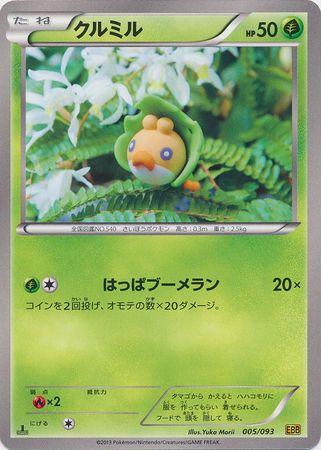 たね
クルミル
HP50
全国図鑑NO.540 さいほうポケモン 高さ：0.3m 重さ：2.5kg
はっぱブーメラン 20×
コインを2回投げ、オモテの数×20ダメージ。
弱点 抵抗力
×2
にげる
タマゴから かえると ハハコモリに
服を 作ってもらい 着せられる。
フードで 頭を 隠して 眠る。
Illus.Yuka Morii 005/093 EBB
©2013 Pokémon/Nintendo/Creatures/GAME FREAK.